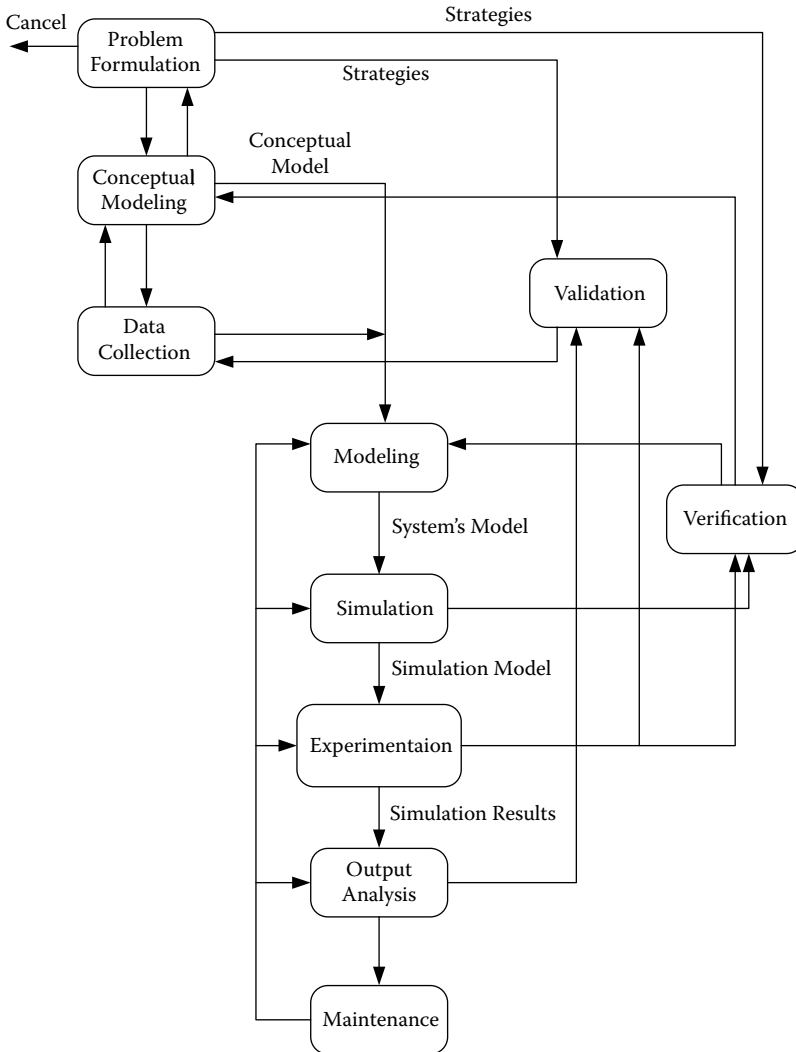 Strategies
Cancel
Problem
Formulation
Strategies
Conceptual
Model
Conceptual
Modeling
Validation
Data
Collection
Modeling
System's Model
Verification
Simulation
Simulation Model
Experimentaion
Simulation Results
Output
Analysis
Maintenance